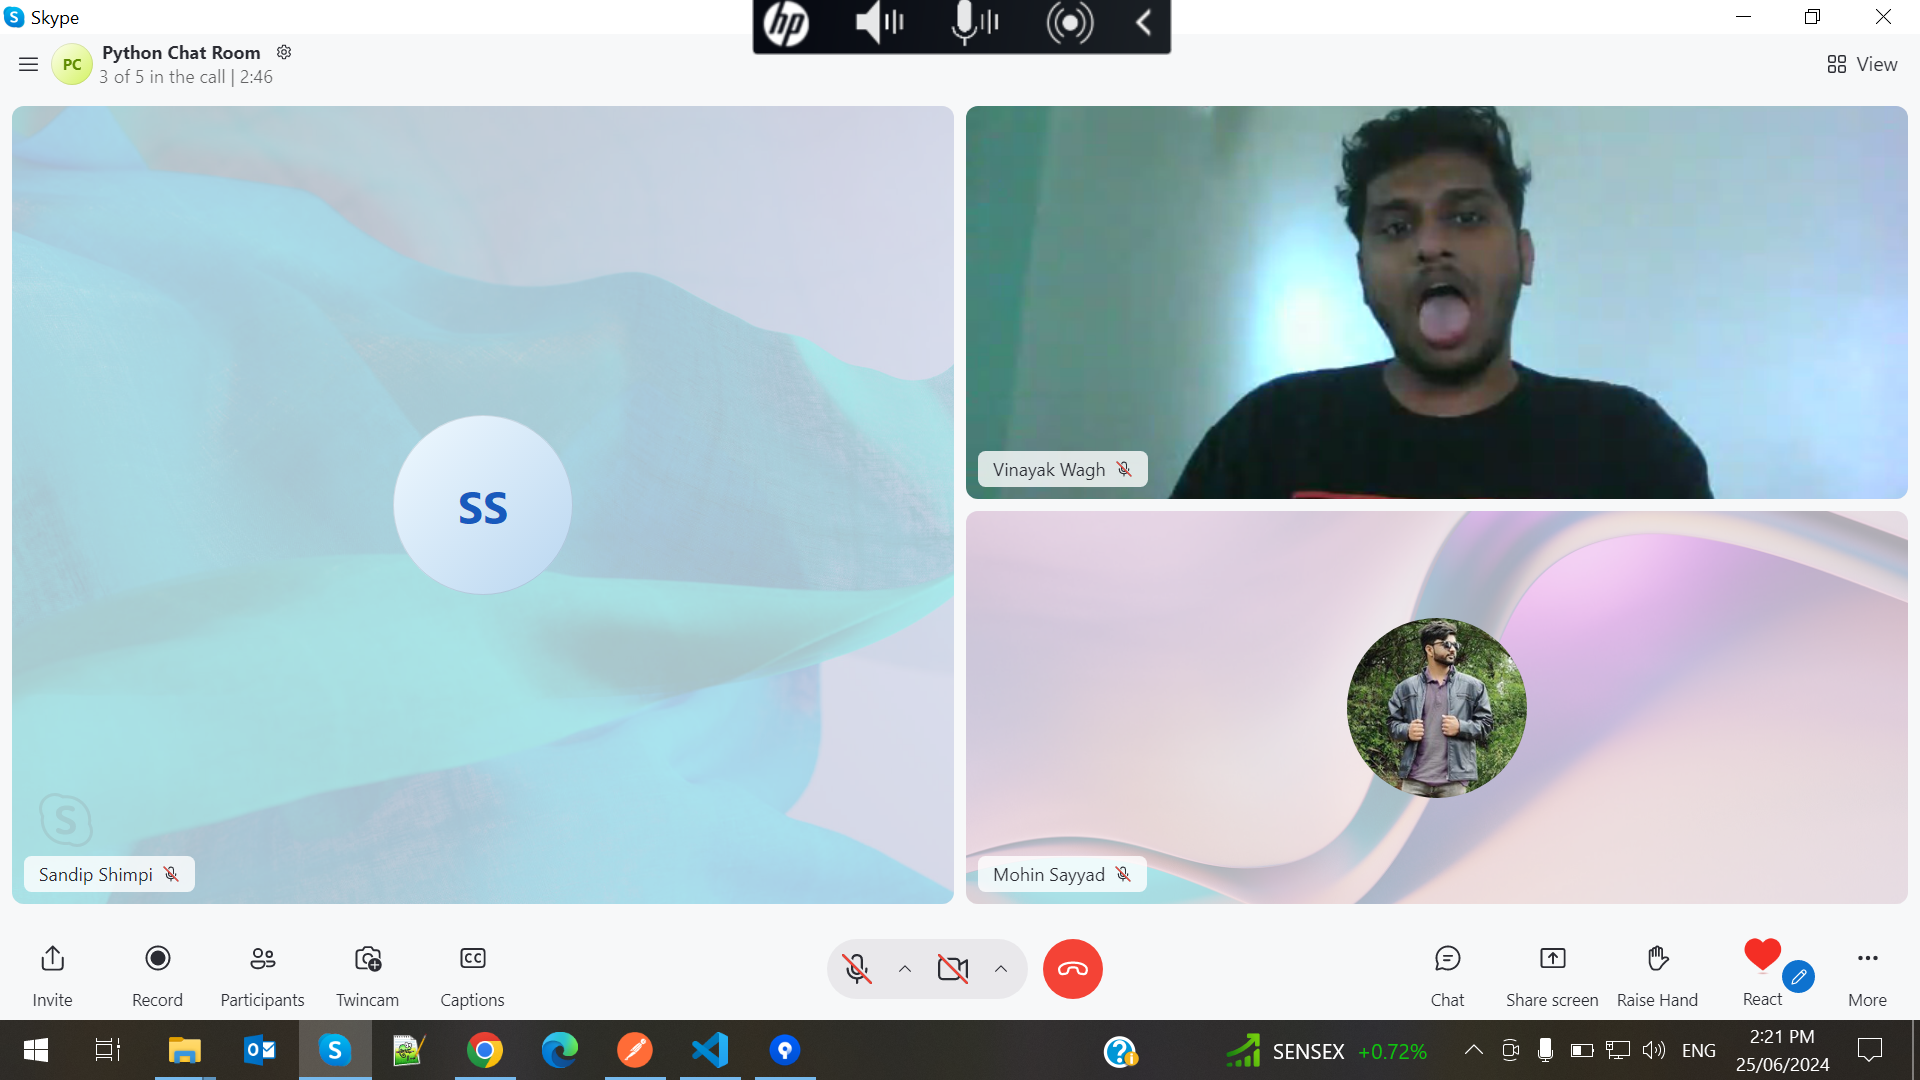 Skype
hp
PC
Python Chat Room
3 of 5 in the call | 2:46
View
SS
Vinayak Wagh
Sandip Shimpi
Mohin Sayyad
Invite
Record
Participants
Twincam
CC
Captions
Chat
Share screen
Raise Hand
React
More
SENSEX +0.72%
ENG
2:21 PM
25/06/2024